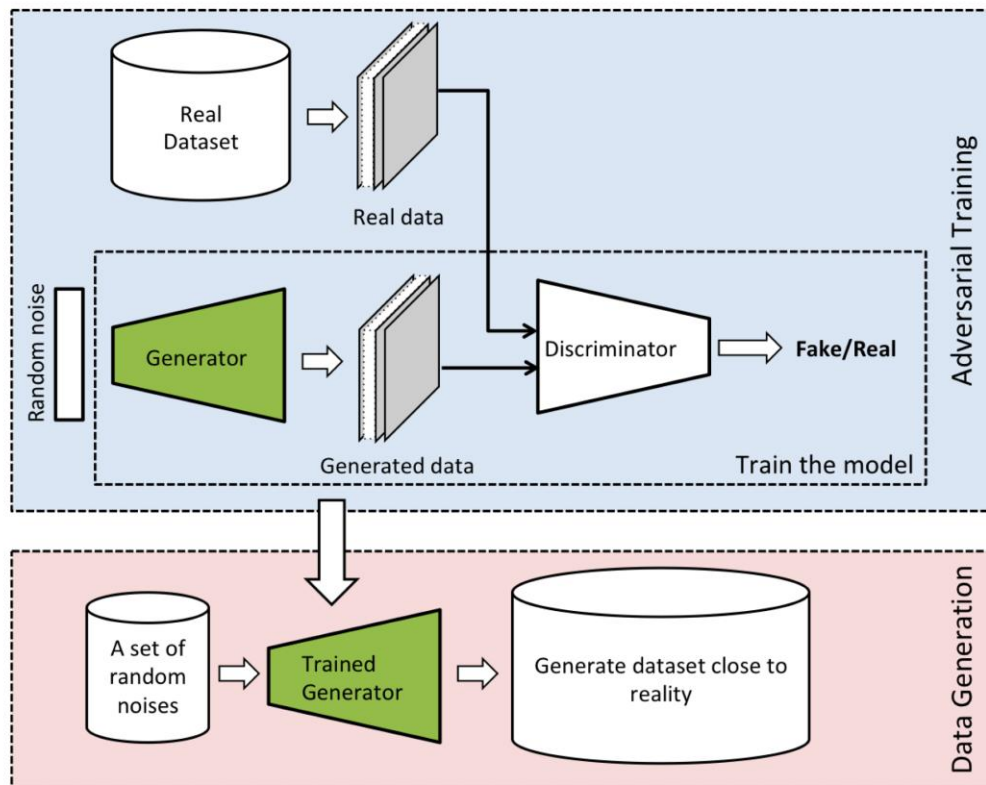 Real
Dataset
Real data
Adversarial Training
Random noise
Generator
Generated data
Discriminator
Fake/Real
Train the model
A set of
random
noises
Trained
Generator
Generate dataset close to
reality
Data Generation